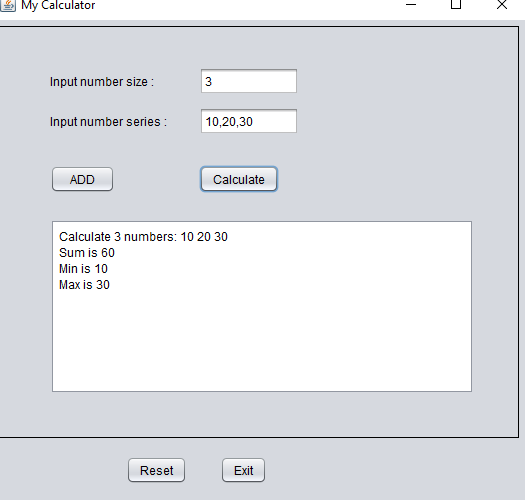 My Calculator
Input number size : 3
Input number series : 10,20,30
ADD Calculate
Calculate 3 numbers: 10 20 30
Sum is 60
Min is 10
Max is 30
Reset Exit